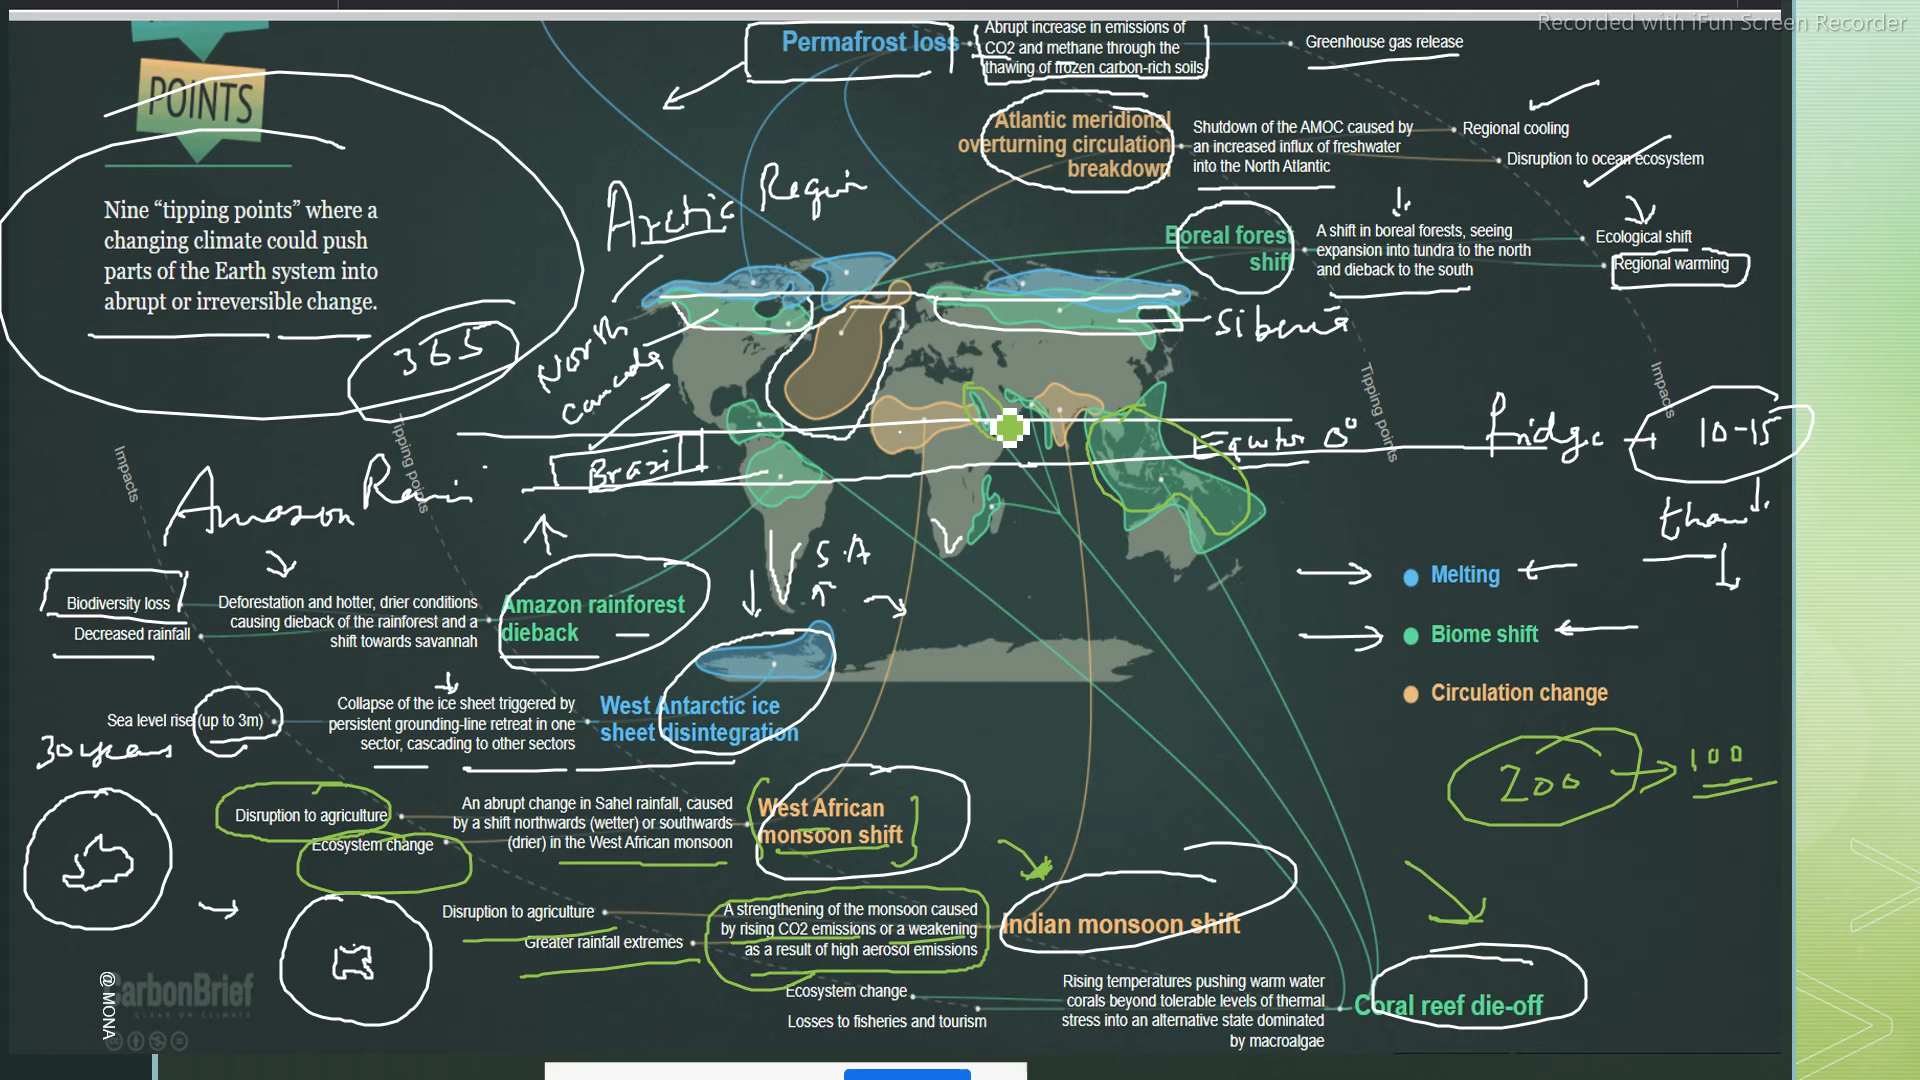 Recorded with iFun Screen Recorder
POINTS
Nine “tipping points” where a
changing climate could push
parts of the Earth system into
abrupt or irreversible change.
365
Permafrost loss
Abrupt increase in emissions of
CO2 and methane through the
thawing of frozen carbon-rich soils
Greenhouse gas release
Atlantic meridional
overturning circulation
breakdown
Shutdown of the AMOC caused by
an increased influx of freshwater
into the North Atlantic
Regional cooling
Disruption to ocean ecosystem
Boreal forest
shift
A shift in boreal forests, seeing
expansion into tundra to the north
and dieback to the south
Ecological shift
Regional warming
Arctic
North
Canada
Siberia
Brazil
Equator 0°
Fridge
10-15
Impacts
Tipping points
Tipping points
Impacts
Amazon
S.A
Melting
Biome shift
Circulation change
Amazon rainforest
dieback
Deforestation and hotter, drier conditions
causing dieback of the rainforest and a
shift towards savannah
Biodiversity loss
Decreased rainfall
West Antarctic ice
sheet disintegration
Collapse of the ice sheet triggered by
persistent grounding-line retreat in one
sector, cascading to other sectors
Sea level rise (up to 3m)
30 years
200
100
West African
monsoon shift
An abrupt change in Sahel rainfall, caused
by a shift northwards (wetter) or southwards
(drier) in the West African monsoon
Disruption to agriculture
Ecosystem change
Indian monsoon shift
A strengthening of the monsoon caused
by rising CO2 emissions or a weakening
as a result of high aerosol emissions
Disruption to agriculture
Greater rainfall extremes
Coral reef die-off
Rising temperatures pushing warm water
corals beyond tolerable levels of thermal
stress into an alternative state dominated
by macroalgae
Ecosystem change
Losses to fisheries and tourism
CarbonBrief
CLEAR ON CLIMATE
@ MONA